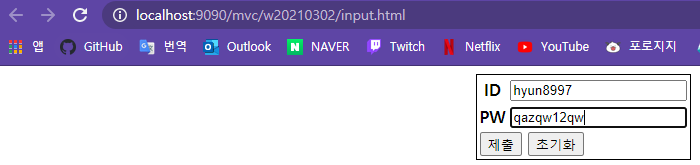 localhost:9090/mvc/w20210302/input.html
앱 GitHub 번역 Outlook NAVER Twitch Netflix YouTube 포로지지
ID hyun8997
PW qazqw12qw
제출 초기화